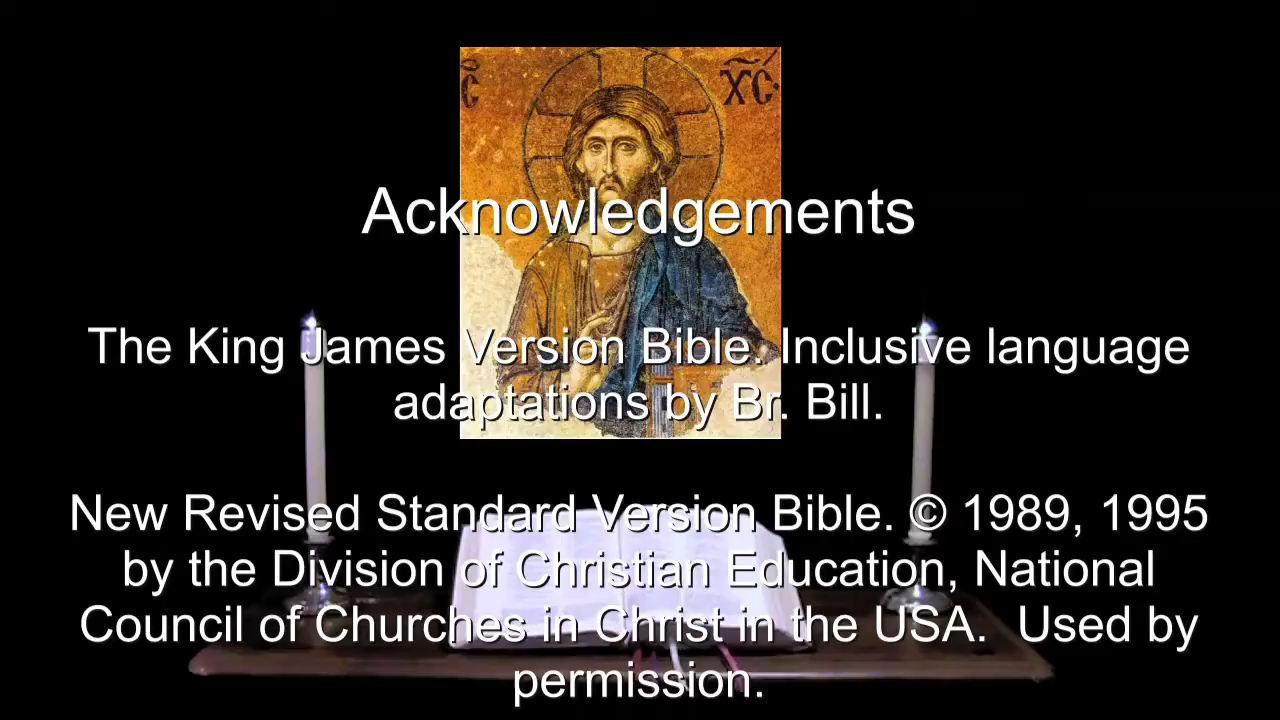 C
XC
Acknowledgements
The King James Version Bible. Inclusive language
adaptations by Br. Bill.
New Revised Standard Version Bible. © 1989, 1995
by the Division of Christian Education, National
Council of Churches in Christ in the USA.  Used by
permission.